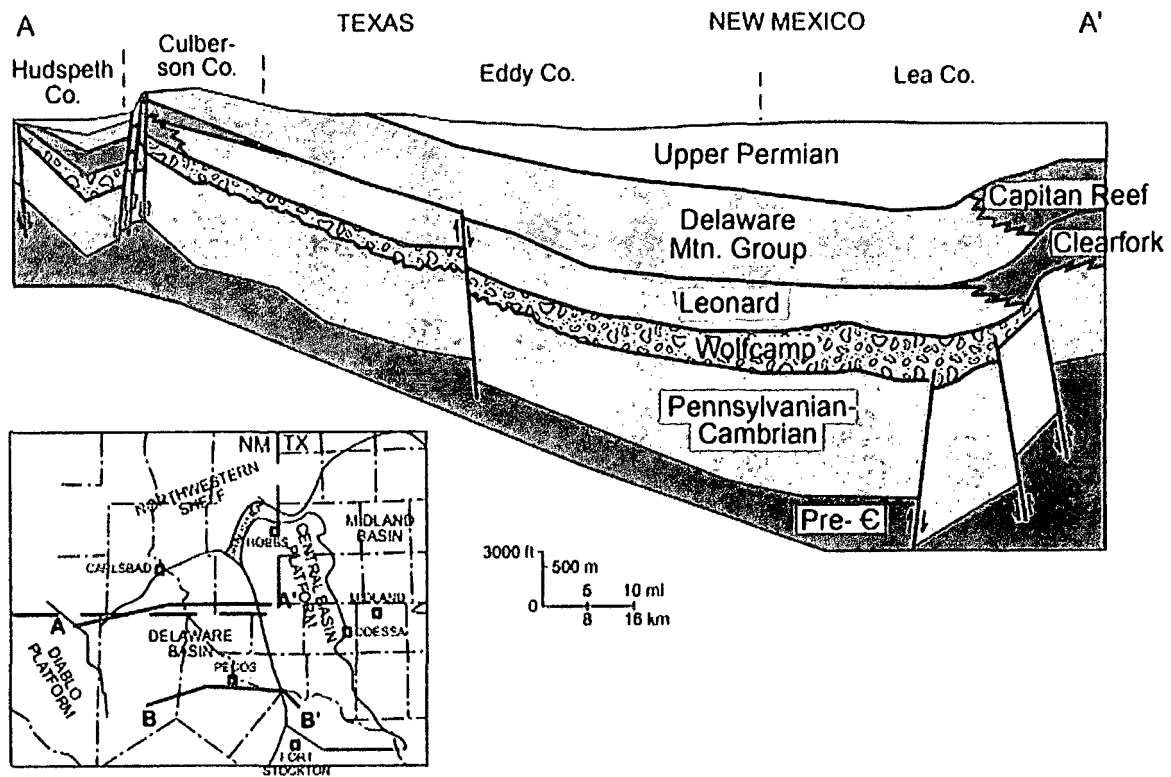 A
TEXAS
NEW MEXICO
A'
Hudspeth
Co.
Culber-
son Co.
Eddy Co.
Lea Co.
Upper Permian
Capitan Reef
Delaware
Mtn. Group
Clearfork
Leonard
Wolfcamp
Pennsylvanian-
Cambrian
Pre-Є
3000 ft
500 m
0
5
10 mi
8
16 km
NM
TX
NORTHWESTERN
SHELF
MIDLAND
BASIN
HOBBS
CENTRAL BASIN
PLATFORM
CARLSBAD
A'
MIDLAND
A
DELAWARE
BASIN
ODESSA
DIABLO
PLATFORM
PECOS
B
B'
FORT
STOCKTON